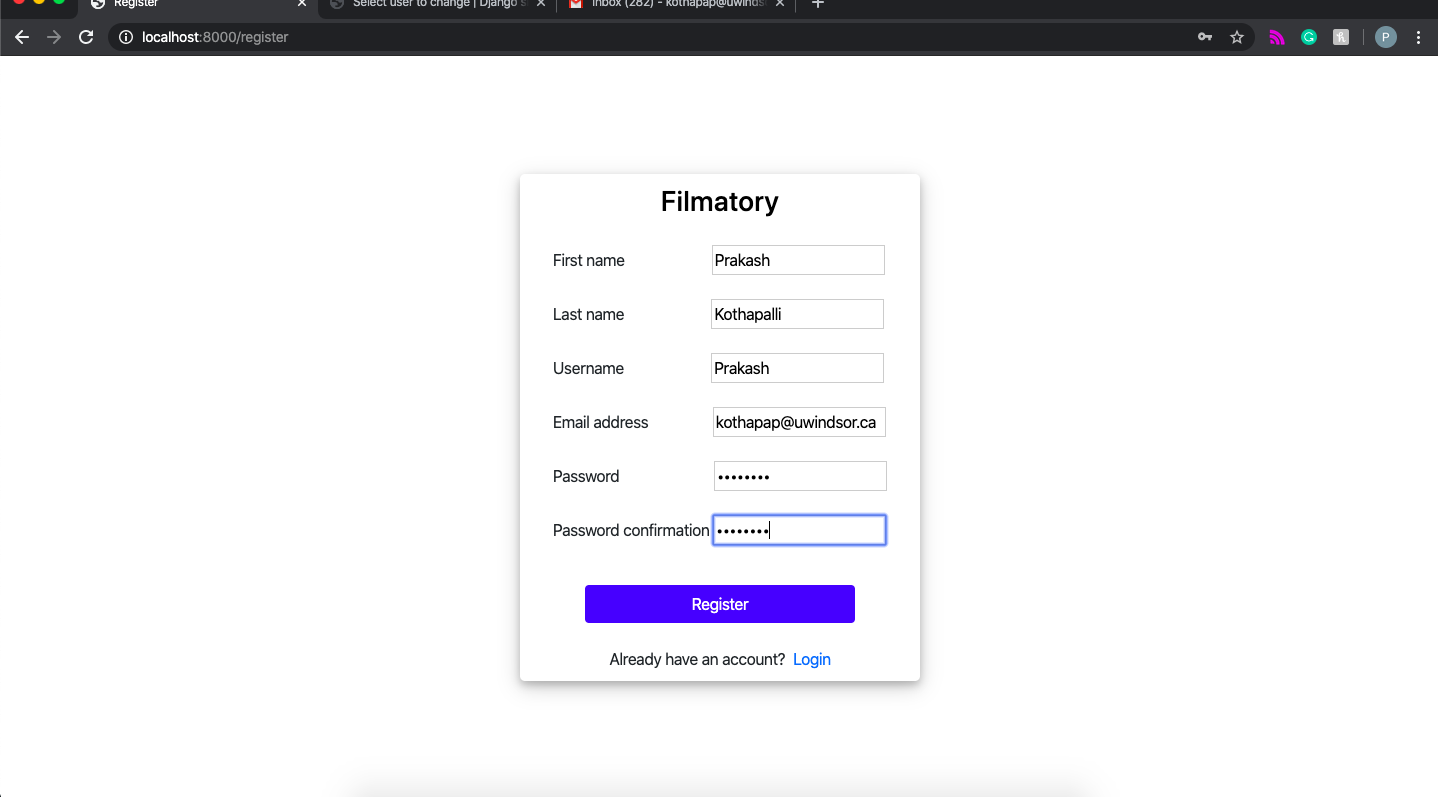 Register
Select user to change | Django s
Inbox (282) - kothapap@uwinds
localhost:8000/register
P
Filmatory
First name
Prakash
Last name
Kothapalli
Username
Prakash
Email address
kothapap@uwindsor.ca
Password
••••••••
Password confirmation
••••••••
Register
Already have an account? Login